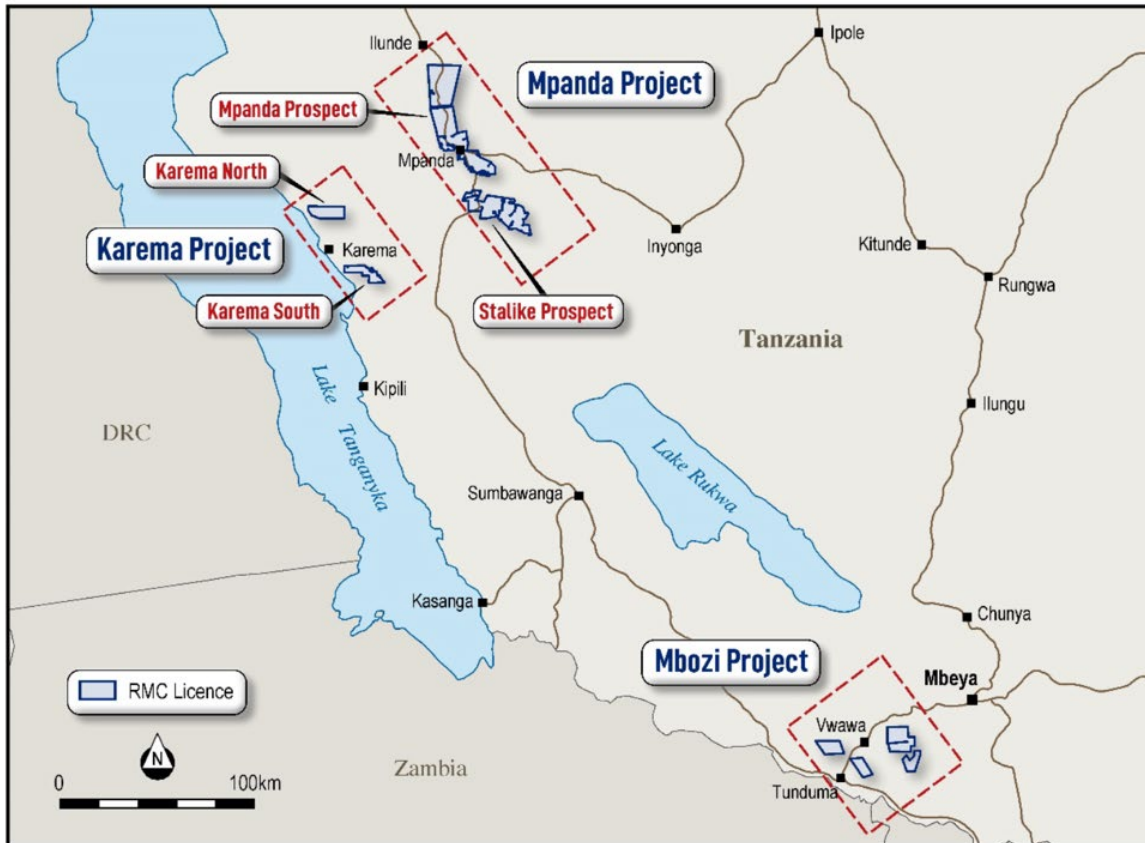 Ilunde
Ipole
Mpanda Project
Mpanda Prospect
Mpanda
Karema North
Karema Project
Karema
Inyonga
Kitunde
Rungwa
Karema South
Stalike Prospect
Tanzania
Kipili
Lake
Tanganyika
Ilungu
DRC
Lake Rukwa
Sumbawanga
Kasanga
Chunya
Mbozi Project
Mbeya
RMC Licence
Vwawa
N
Zambia
0
100km
Tunduma